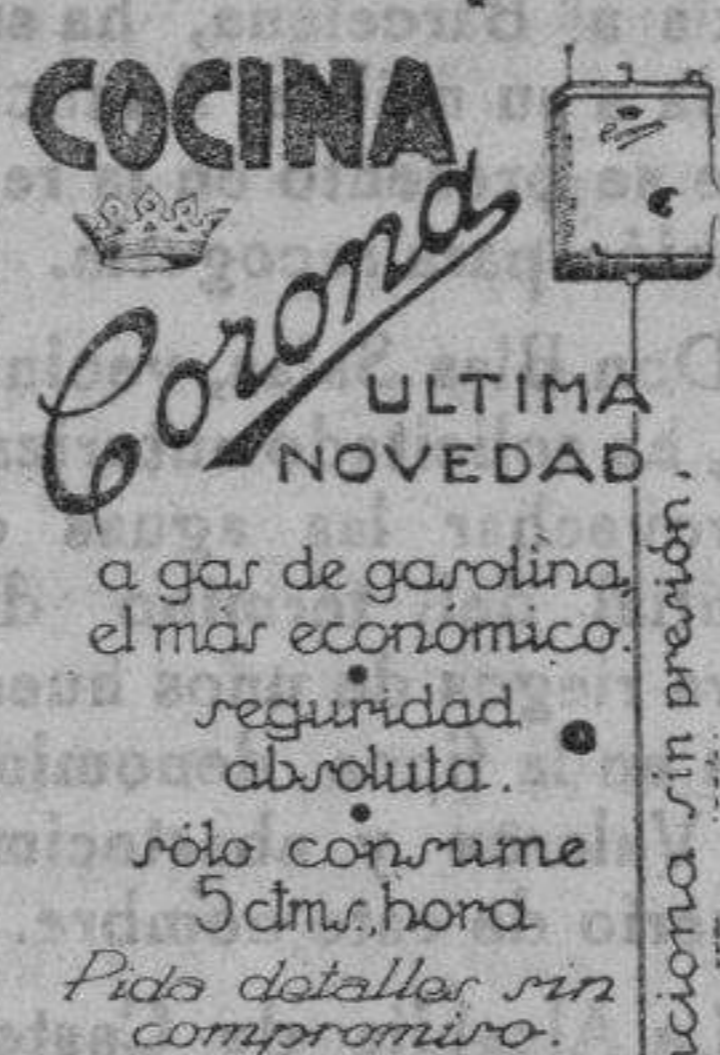 COCINA
Corona
ULTIMA
NOVEDAD
a gas de gasolina,
el más económico.
seguridad
absoluta.
sólo consume
5 ctms., hora
Pida detalles sin
compromiso.
sin presión,